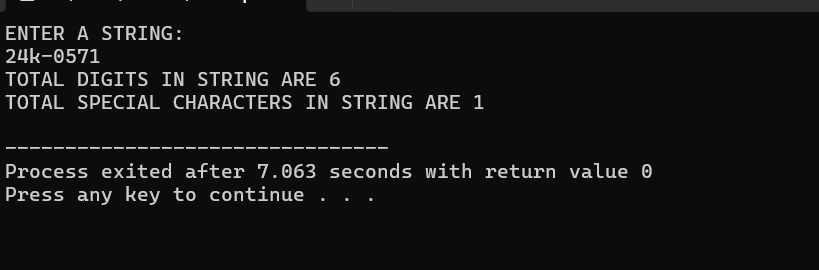 ENTER A STRING:
24k-0571
TOTAL DIGITS IN STRING ARE 6
TOTAL SPECIAL CHARACTERS IN STRING ARE 1
--------------------------------
Process exited after 7.063 seconds with return value 0
Press any key to continue . . .